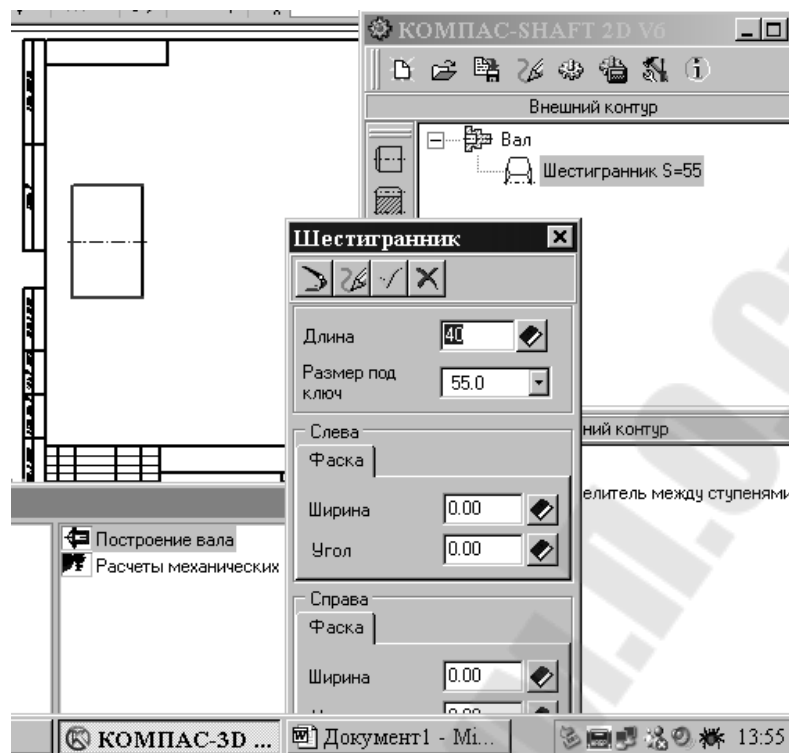 КОМПАС-SHAFT 2D V6
Внешний контур
Вал
Шестигранник S=55
Шестигранник
Длина
40
Размер под
ключ
55.0
Слева
Фаска
Ширина
0.00
Угол
0.00
Справа
Фаска
Ширина
0.00
ний контур
елитель между ступенями
Построение вала
Расчеты механических
КОМПАС-3D ...
Документ1 - Mi...
13:55